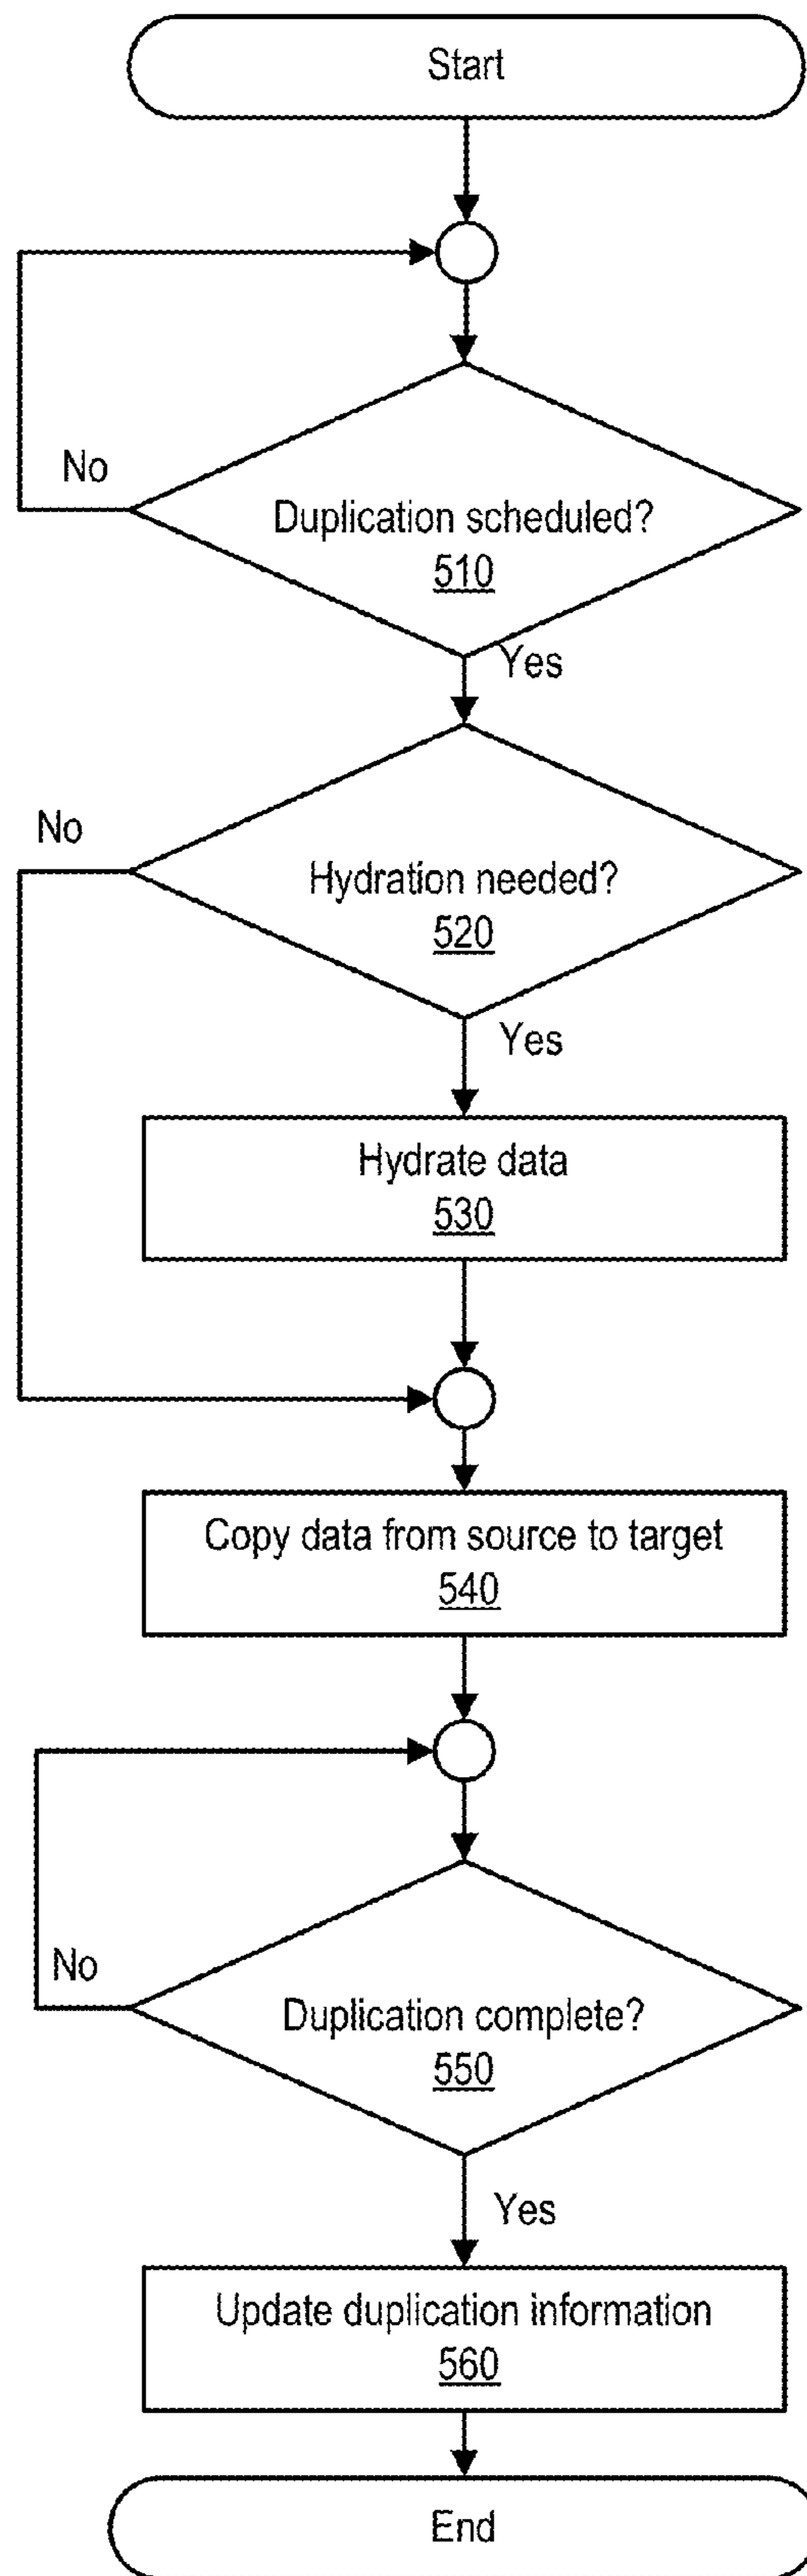 Start
No
Duplication scheduled?
510
Yes
No
Hydration needed?
520
Yes
Hydrate data
530
Copy data from source to target
540
No
Duplication complete?
550
Yes
Update duplication information
560
End